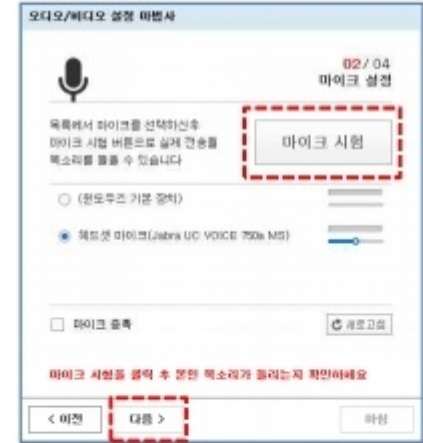 오디오/비디오 설정 마법사
02/ 04
마이크 설정
목록에서 마이크를 선택하신후
마이크 시험 버튼으로 실제 전송될
목소리를 들을 수 있습니다
마이크 시험
(윈도우즈 기본 장치)
헤드셋 마이크(Jabra UC VOICE 750a MS)
마이크 증폭
새로고침
마이크 시험을 클릭 후 본인 목소리가 들리는지 확인하세요
< 이전
다음 >
마침